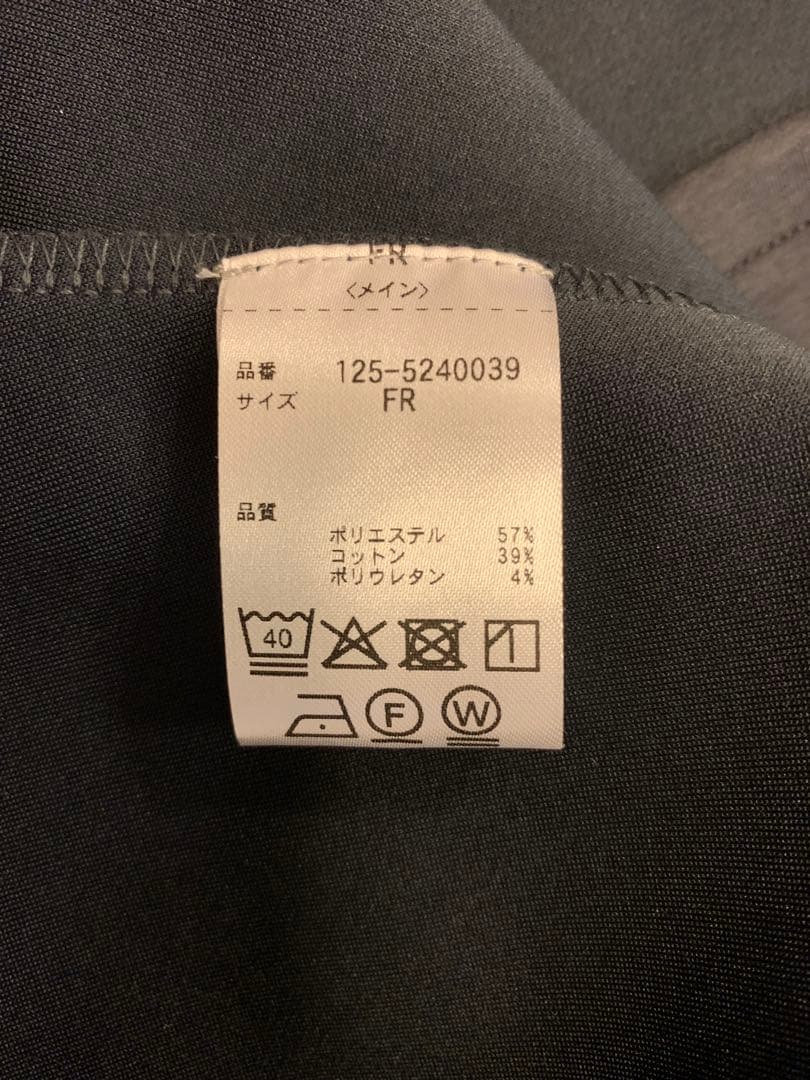 FR
〈メイン〉
品番 125-5240039
サイズ FR
品質
ポリエステル 57%
コットン 39%
ポリウレタン 4%
40
F W